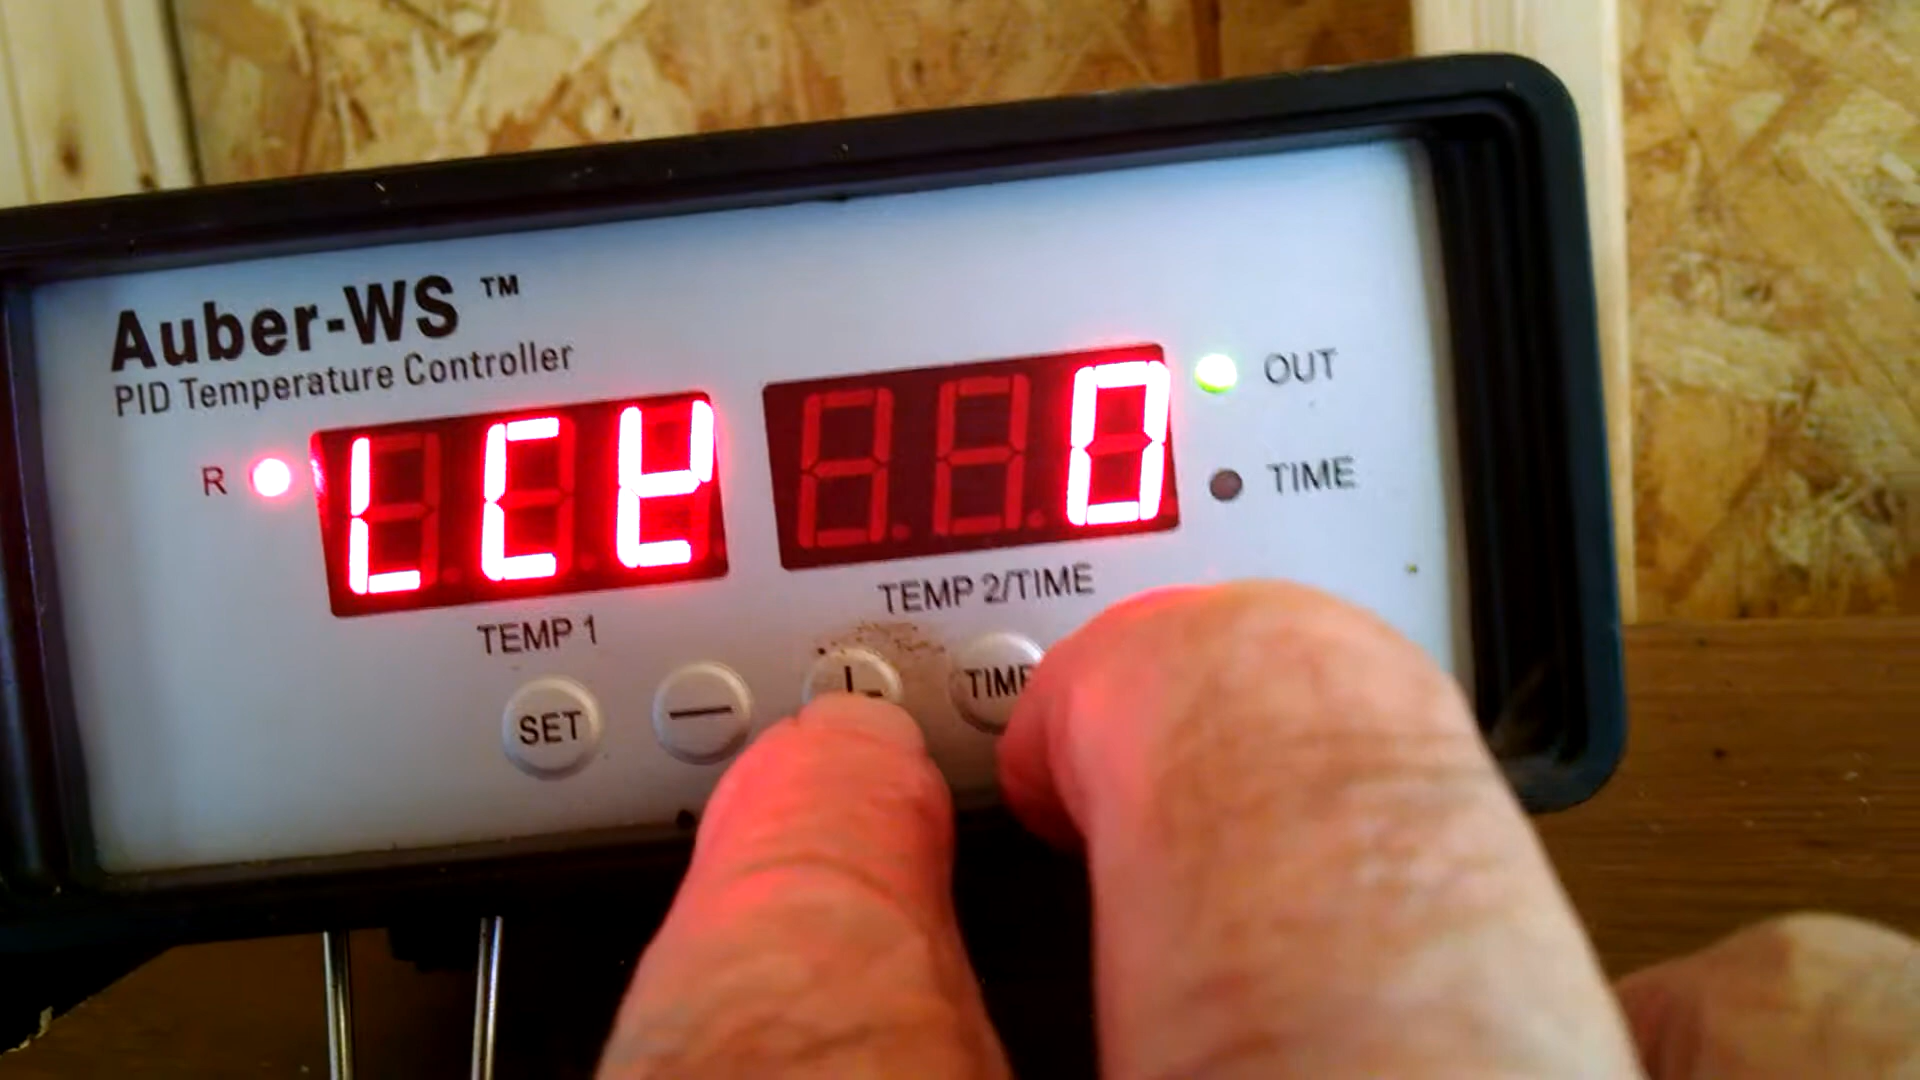 Auber-WS ™
PID Temperature Controller
R
LCK
0
OUT
TIME
TEMP 1
TEMP 2/TIME
SET
—
+
TIME